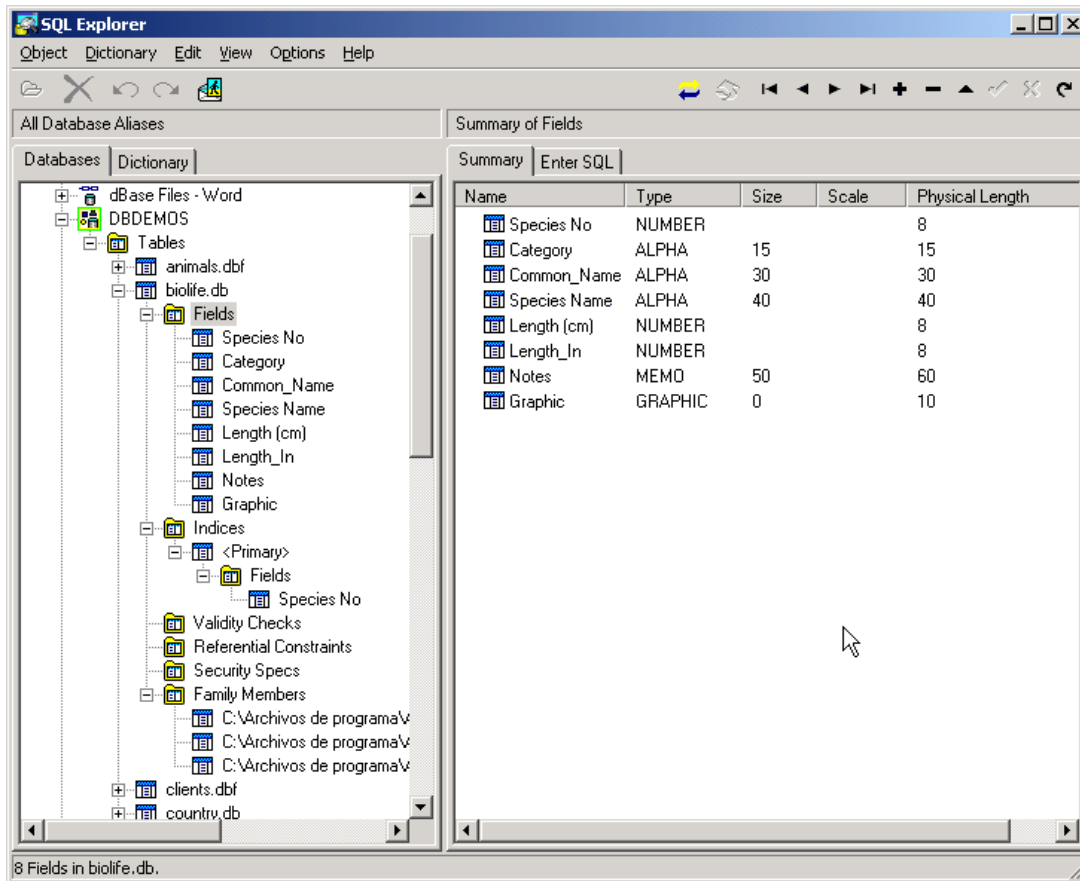 SQL Explorer
Object Dictionary Edit View Options Help
All Database Aliases
Summary of Fields
Databases Dictionary
Summary Enter SQL
dBase Files - Word
DBDEMOS
Tables
animals.dbf
biolife.db
Fields
Species No
Category
Common_Name
Species Name
Length (cm)
Length_In
Notes
Graphic
Indices
<Primary>
Fields
Species No
Validity Checks
Referential Constraints
Security Specs
Family Members
C:\Archivos de programa\
C:\Archivos de programa\
C:\Archivos de programa\
clients.dbf
country.db
Name Type Size Scale Physical Length
Species No NUMBER 8
Category ALPHA 15 15
Common_Name ALPHA 30 30
Species Name ALPHA 40 40
Length (cm) NUMBER 8
Length_In NUMBER 8
Notes MEMO 50 60
Graphic GRAPHIC 0 10
8 Fields in biolife.db.